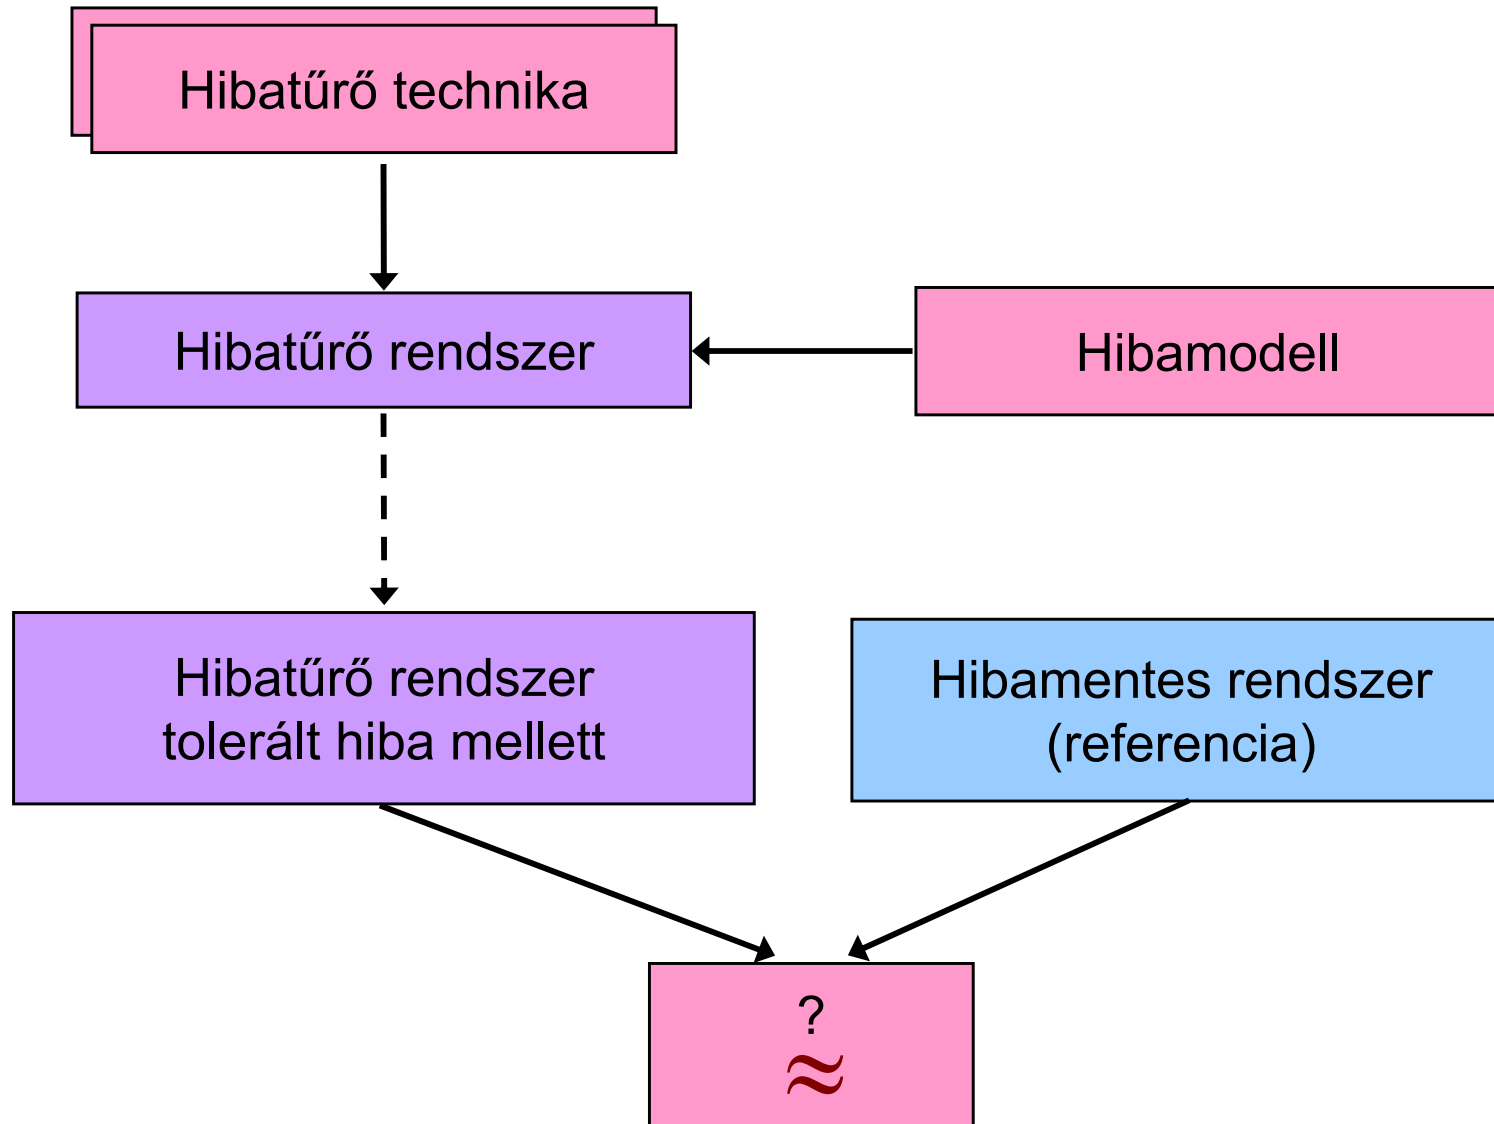 Hibatűrő technika
Hibatűrő rendszer
Hibamodell
Hibatűrő rendszer
tolerált hiba mellett
Hibamentes rendszer
(referencia)
?
≈